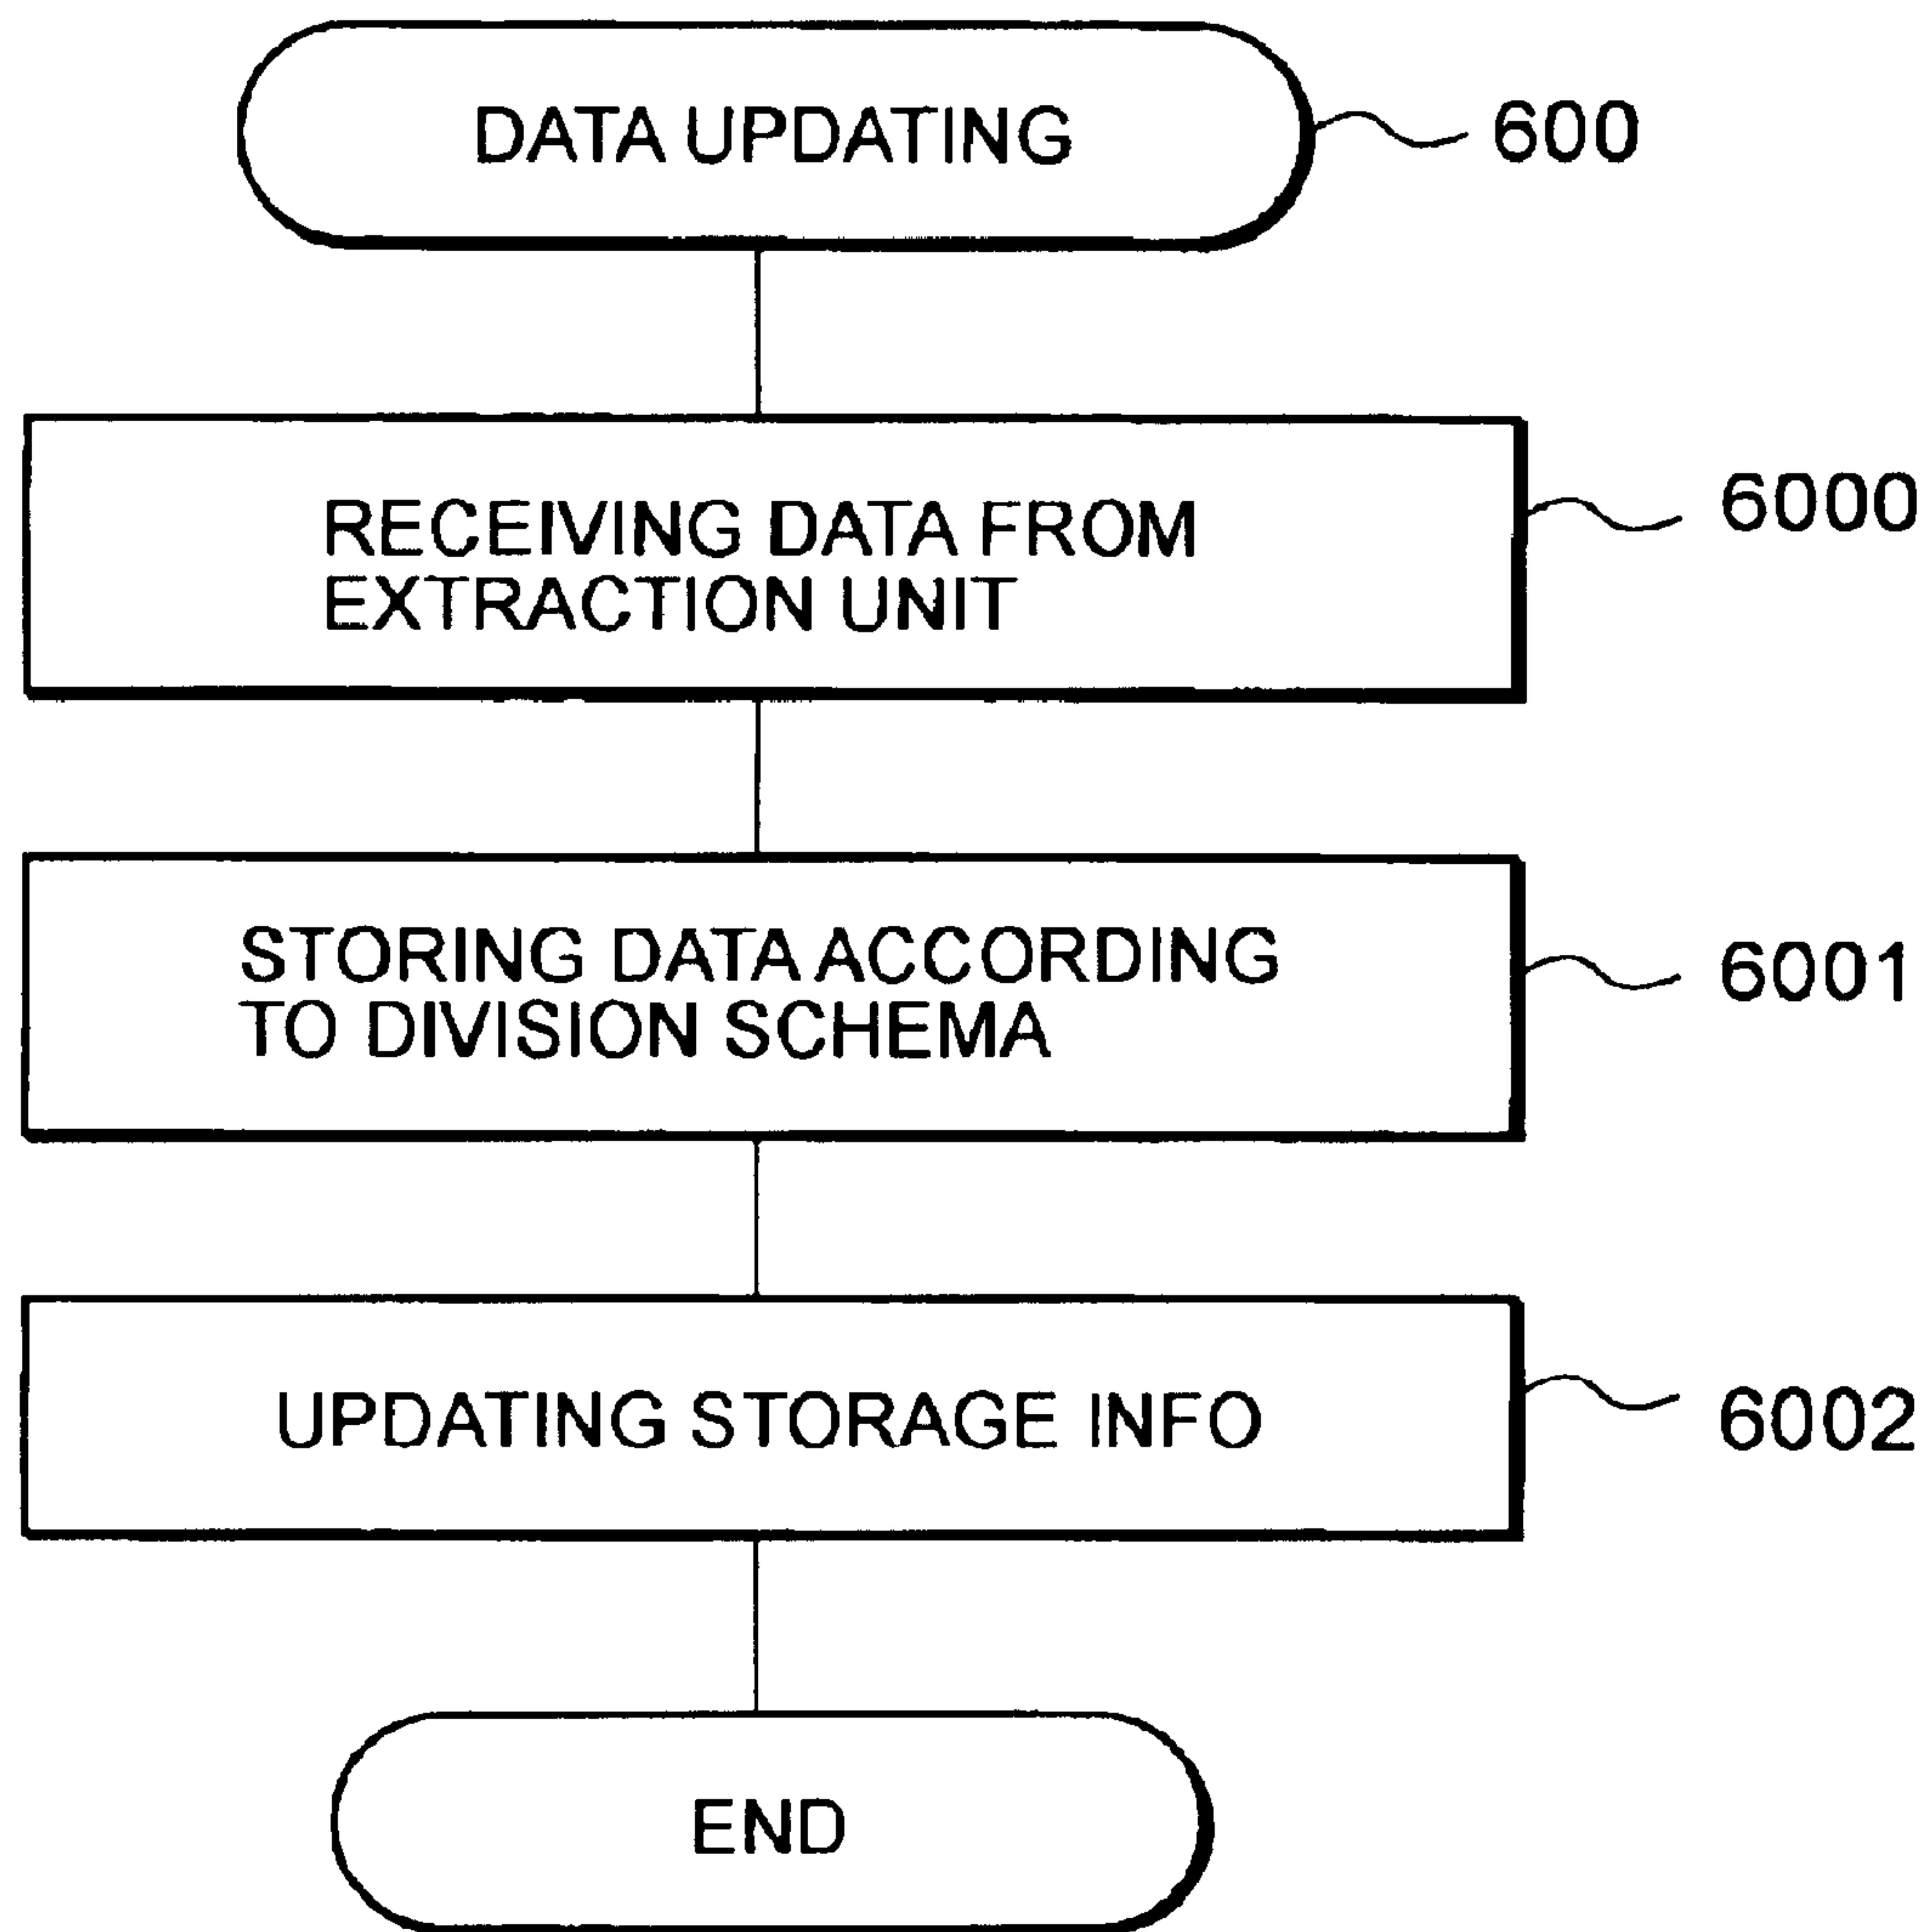 DATA UPDATING
600
RECEIVING DATA FROM
EXTRACTION UNIT
6000
STORING DATA ACCORDING
TO DIVISION SCHEMA
6001
UPDATING STORAGE INFO
6002
END